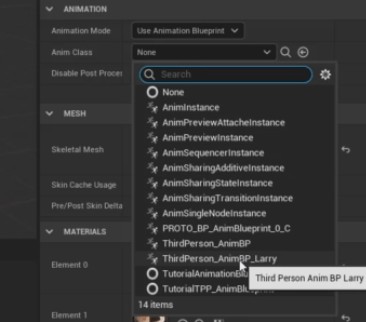 ANIMATION
Animation Mode
Use Animation Blueprint
Anim Class
None
Disable Post Proces
Search
None
AnimInstance
AnimPreviewAttacheInstance
MESH
AnimPreviewInstance
AnimSequencerInstance
Skeletal Mesh
AnimSharingAdditiveInstance
AnimSharingStateInstance
Skin Cache Usage
AnimSharingTransitionInstance
Pre/Post Skin Delta
AnimSingleNodeInstance
PROTO_BP_AnimBlueprint_0_C
MATERIALS
ThirdPerson_AnimBP
ThirdPerson_AnimBP_Larry
Element 0
TutorialAnimationBlu
Third Person Anim BP Larry
TutorialTPP_AnimBlueprint
14 items
Element 1